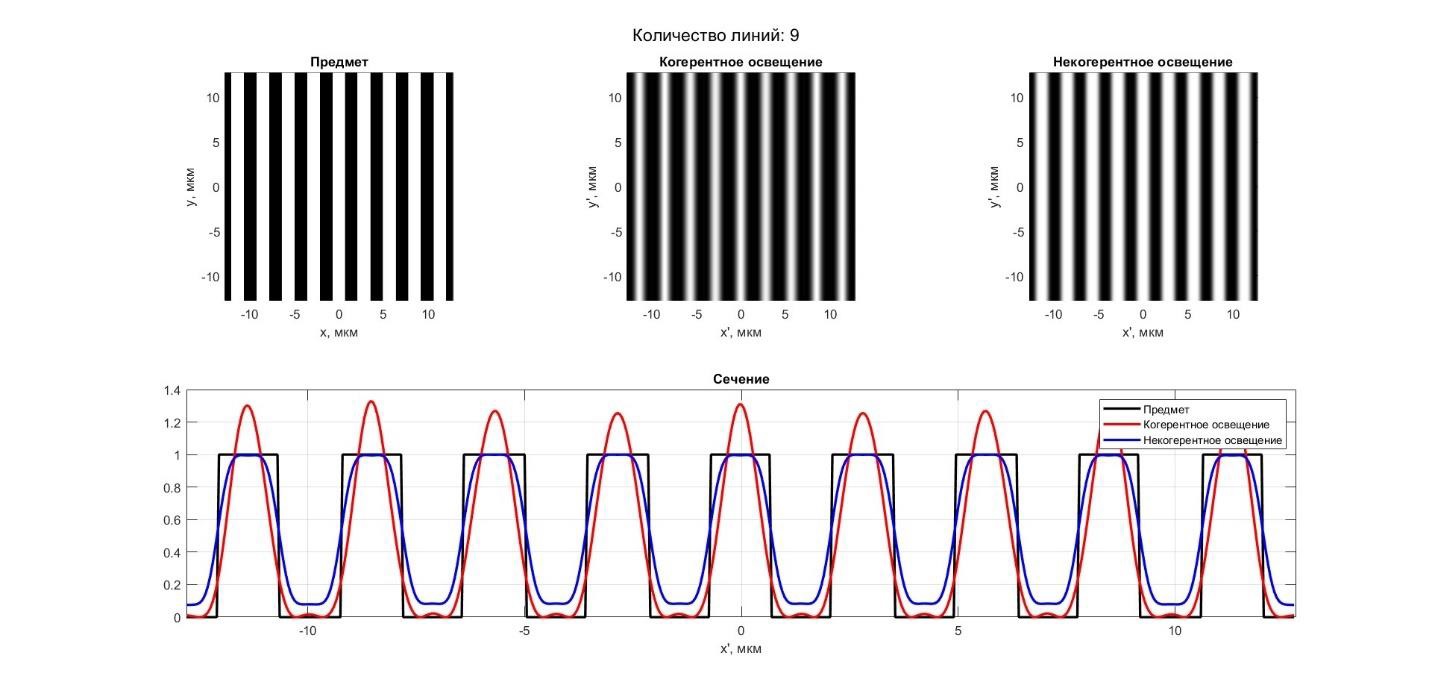 Количество линий: 9
Предмет
Когерентное освещение
Некогерентное освещение
10
5
0
-5
-10
y, мкм
-10 -5 0 5 10
x, мкм
10
5
0
-5
-10
y', мкм
-10 -5 0 5 10
x', мкм
10
5
0
-5
-10
y', мкм
-10 -5 0 5 10
x', мкм
Сечение
1.4
1.2
1
0.8
0.6
0.4
0.2
0
Предмет
Когерентное освещение
Некогерентное освещение
-10 -5 0 5 10
x', мкм